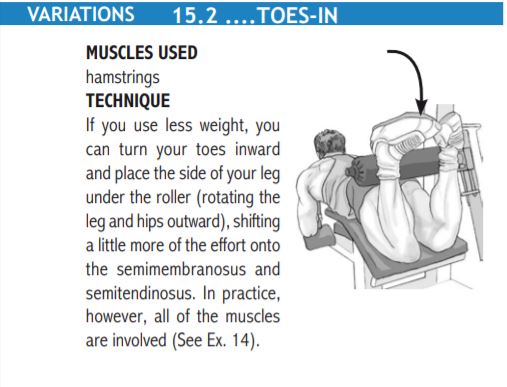 VARIATIONS 15.2 ....TOES-IN
MUSCLES USED
hamstrings
TECHNIQUE
If you use less weight, you
can turn your toes inward
and place the side of your leg
under the roller (rotating the
leg and hips outward), shifting
a little more of the effort onto
the semimembranosus and
semitendinosus. In practice,
however, all of the muscles
are involved (See Ex. 14).